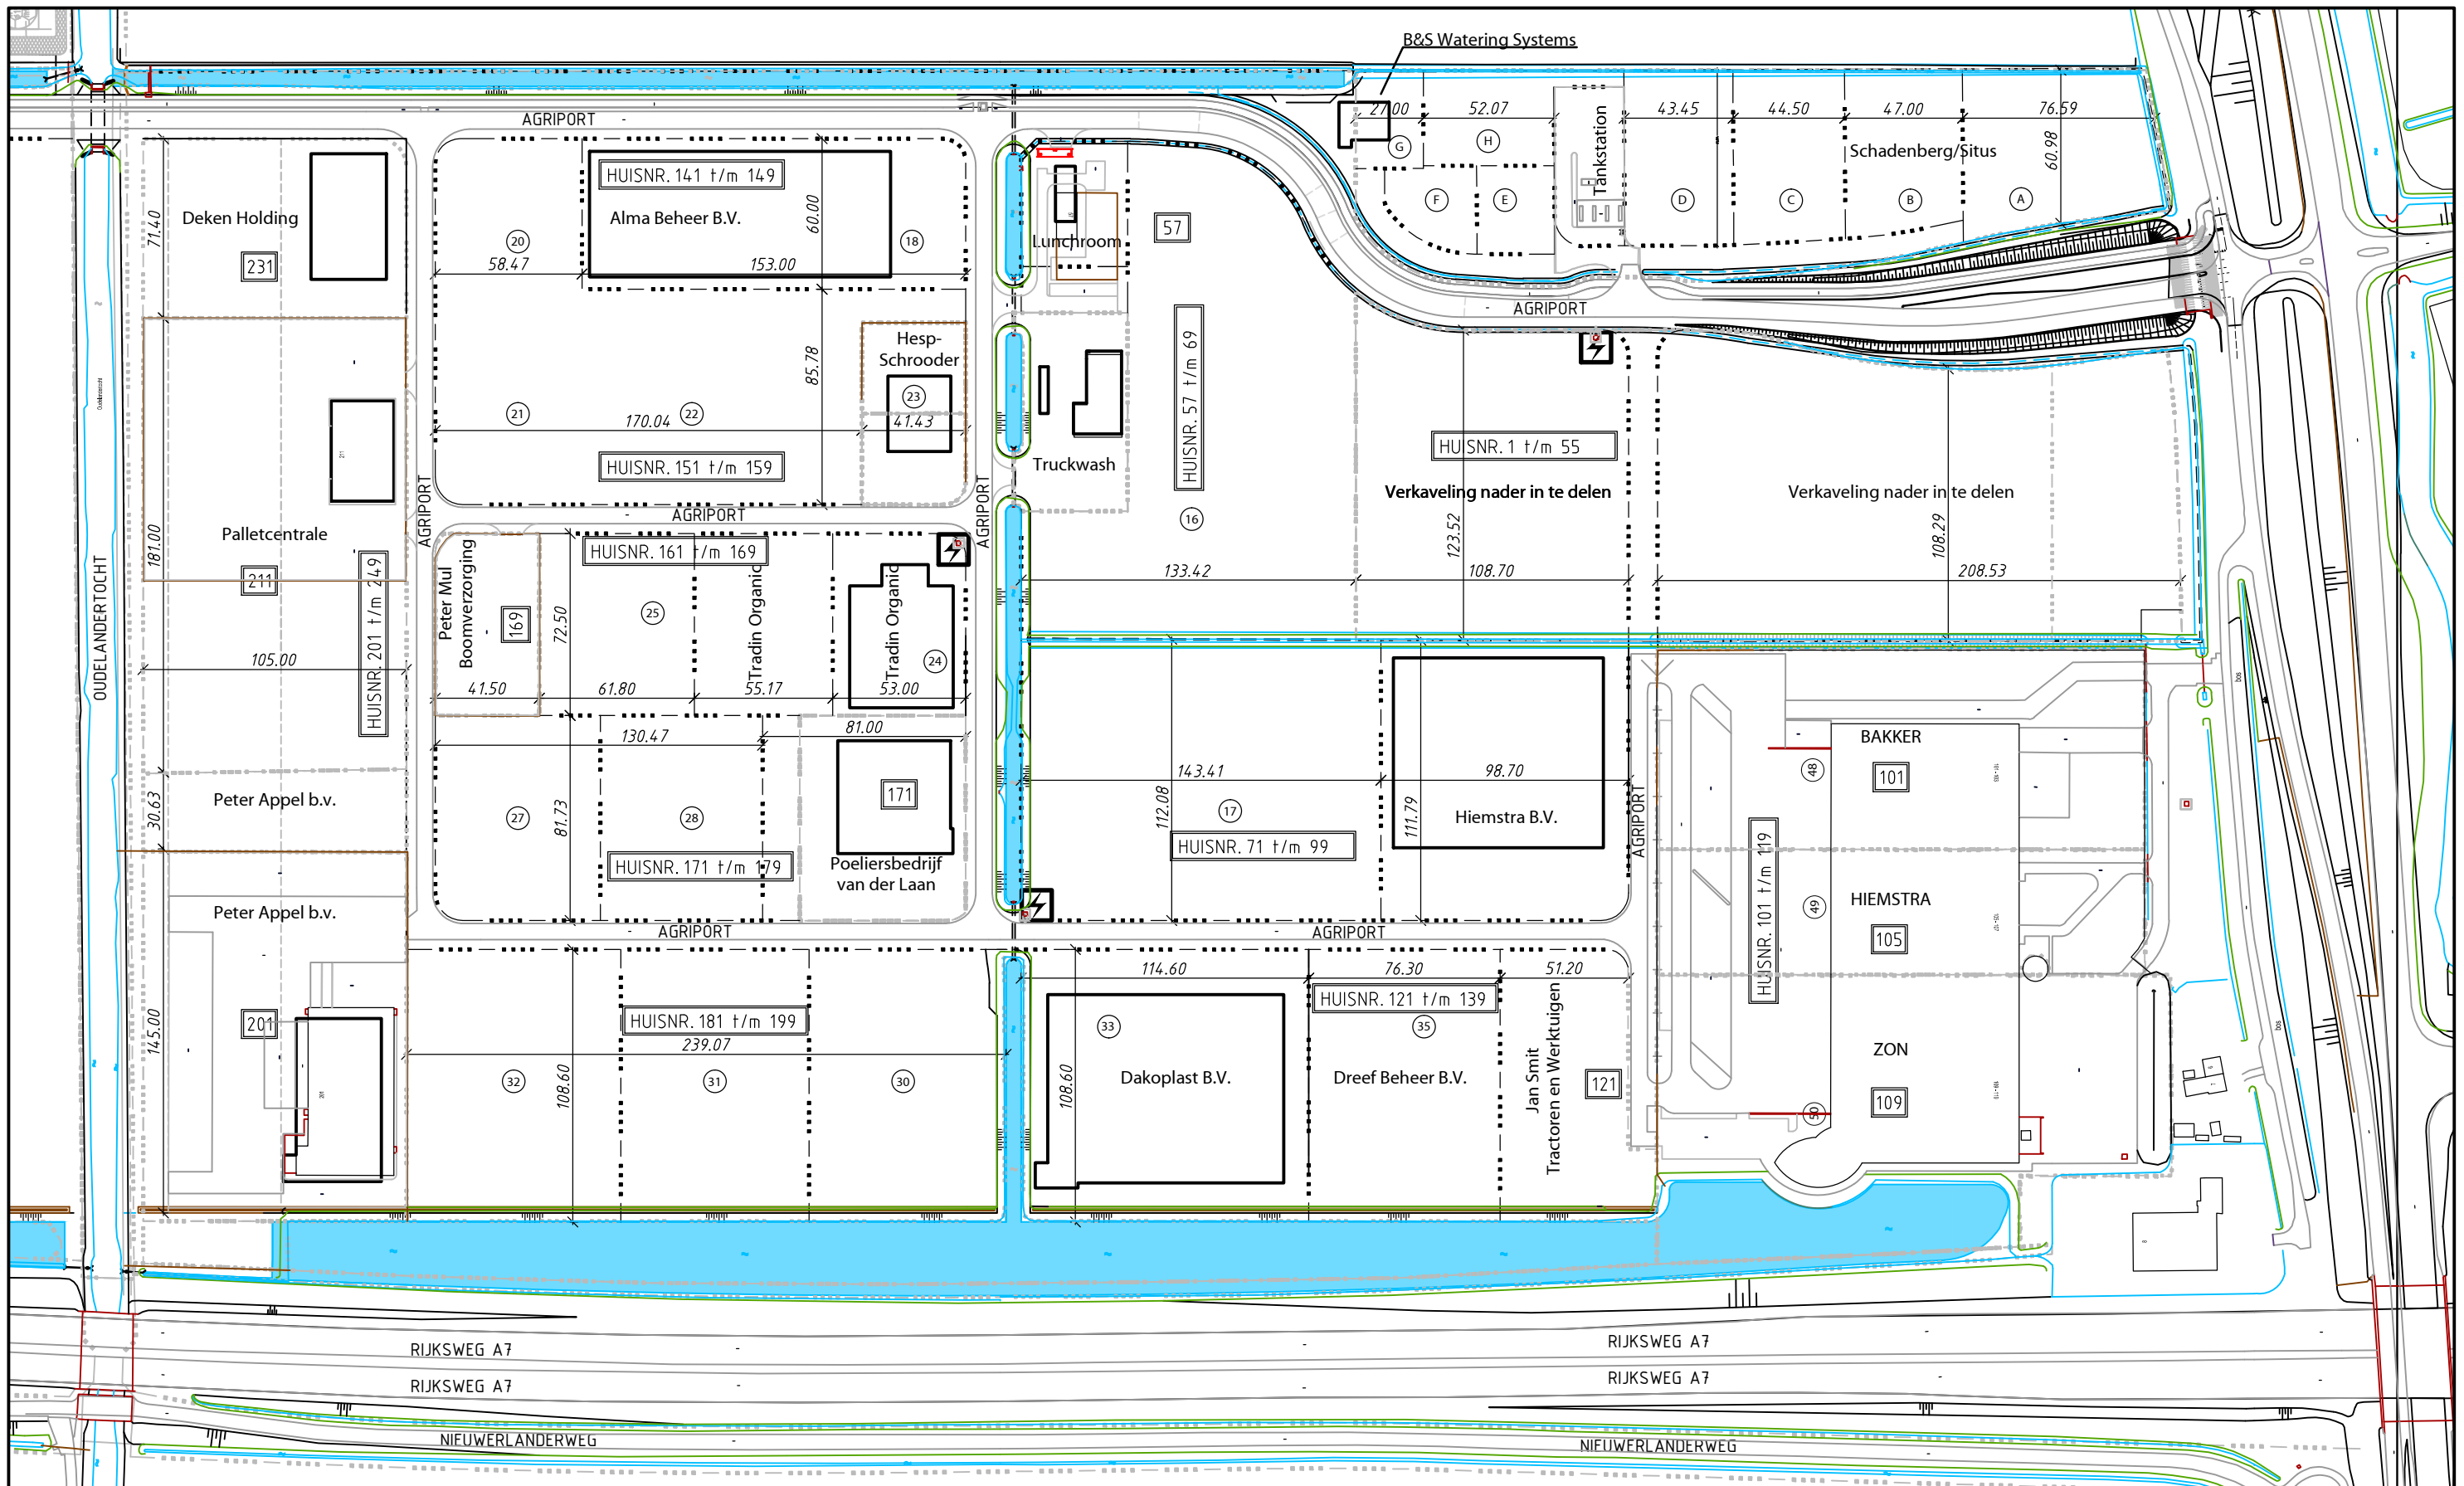 B&S Watering Systems
AGRIPORT
27.00
52.07
Tankstation
43.45
44.50
47.00
76.59
G
H
Schadenberg/Situs
60.98
F
E
D
C
B
A
HUISNR. 141 t/m 149
Deken Holding
71.40
231
Alma Beheer B.V.
60.00
20
18
58.47
153.00
Lunchroom
57
AGRIPORT
Hesp-
Schrooder
85.78
23
21
170.04
22
41.43
HUISNR. 151 t/m 159
Truckwash
HUISNR. 57 t/m 69
HUISNR. 1 t/m 55
Verkaveling nader in te delen
Verkaveling nader in te delen
16
123.52
108.29
133.42
108.70
208.53
AGRIPORT
AGRIPORT
AGRIPORT
OUDELANDERTOCHT
Oudelandertocht
211
Palletcentrale
181.00
211
HUISNR. 201 t/m 249
105.00
Peter Mul
Boomverzorging
169
HUISNR. 161 t/m 169
72.50
25
Tradin Organic
Tradin Organic
24
41.50
61.80
55.17
53.00
130.47
81.00
Peter Appel b.v.
30.63
27
81.73
28
171
HUISNR. 171 t/m 179
Poeliersbedrijf
van der Laan
143.41
98.70
112.08
17
111.79
Hiemstra B.V.
HUISNR. 71 t/m 99
AGRIPORT
BAKKER
48
101
HIEMSTRA
49
105
HUISNR. 101 t/m 119
ZON
50
109
AGRIPORT
AGRIPORT
Peter Appel b.v.
201
145.00
201
HUISNR. 181 t/m 199
239.07
32
31
30
108.60
114.60
76.30
51.20
HUISNR. 121 t/m 139
33
35
108.60
Dakoplast B.V.
Dreef Beheer B.V.
Jan Smit
Tractoren en Werktuigen
121
RIJKSWEG A7
RIJKSWEG A7
RIJKSWEG A7
RIJKSWEG A7
NIEUWERLANDERWEG
NIEUWERLANDERWEG